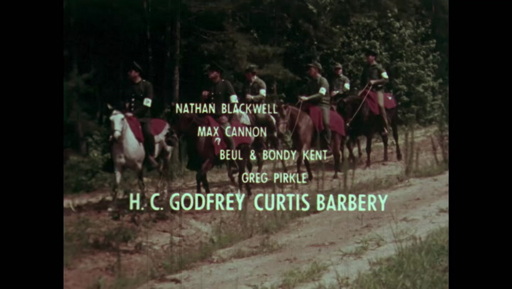 NATHAN BLACKWELL
MAX CANNON
BEUL & BONDY KENT
GREG PIRKLE
H. C. GODFREY CURTIS BARBERY